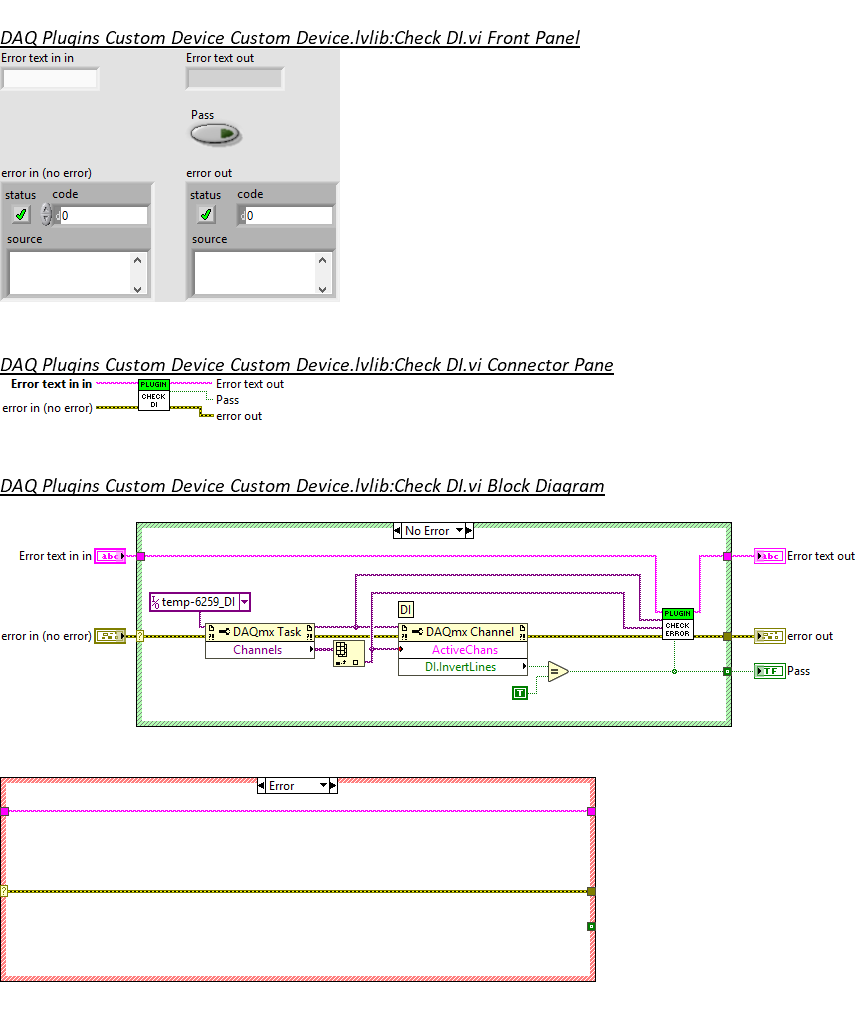 DAQ Plugins Custom Device Custom Device.lvlib:Check DI.vi Front Panel
Error text in in
Error text out
Pass
error in (no error)
error out
status code
0
source
status code
0
source
DAQ Plugins Custom Device Custom Device.lvlib:Check DI.vi Connector Pane
Error text in in
PLUGIN
CHECK
DI
Error text out
Pass
error in (no error)
error out
DAQ Plugins Custom Device Custom Device.lvlib:Check DI.vi Block Diagram
No Error
Error text in in
abc
abc
Error text out
temp-6259_DI
DI
PLUGIN
CHECK
ERROR
error in (no error)
?
DAQmx Task
DAQmx Channel
error out
Channels
ActiveChans
DI.InvertLines
=
TF
Pass
T
Error
?